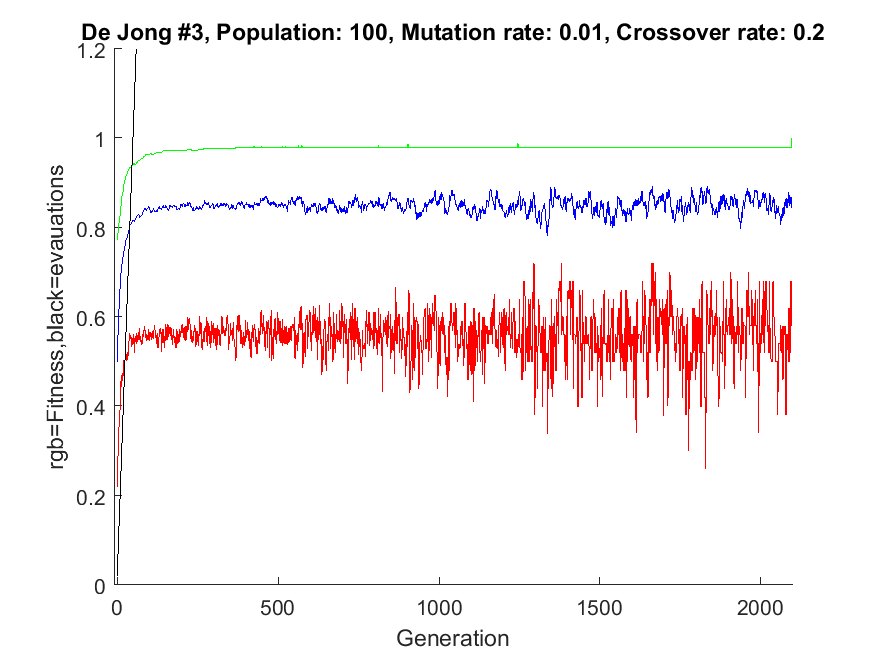 De Jong #3, Population: 100, Mutation rate: 0.01, Crossover rate: 0.2
rgb=Fitness,black=evauations
1.2
1
0.8
0.6
0.4
0.2
0
0 500 1000 1500 2000
Generation